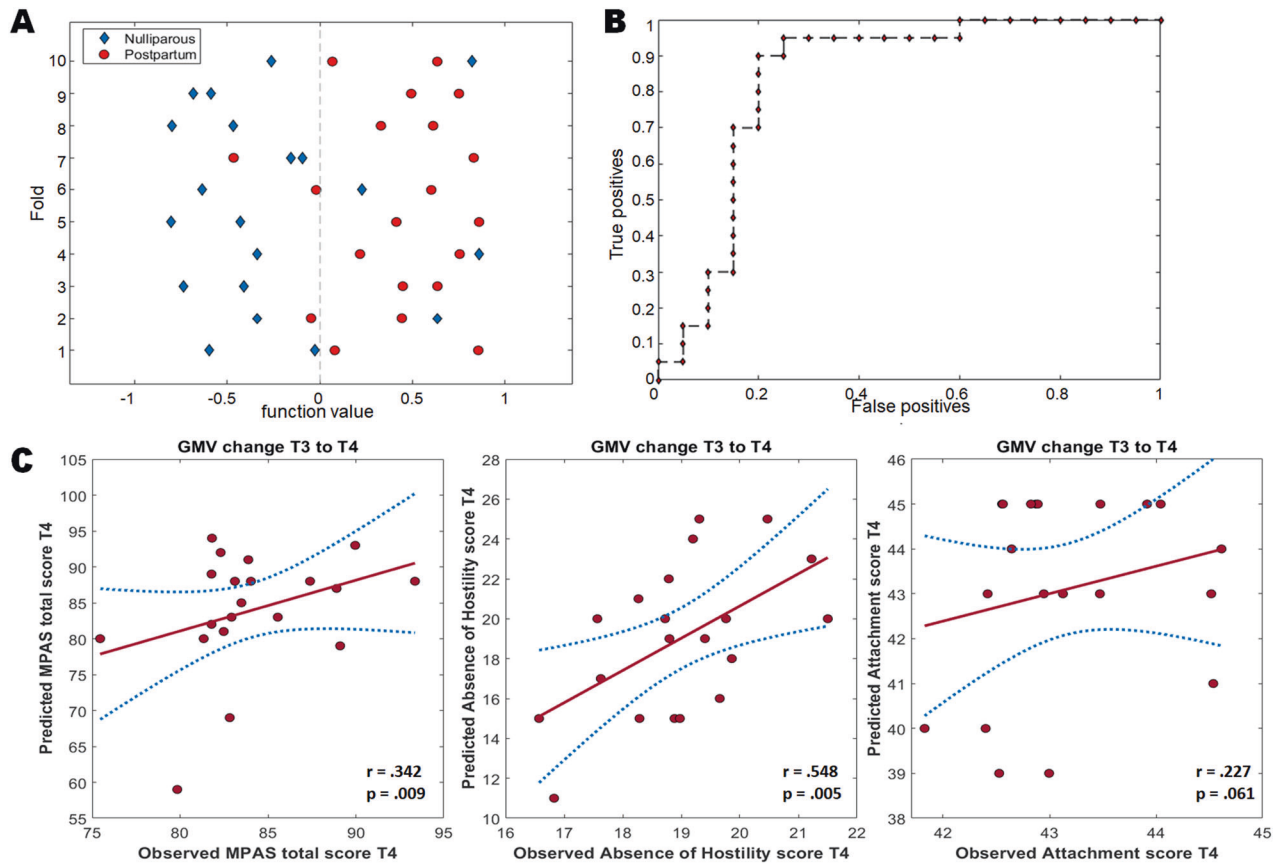 A
Nulliparous
Postpartum
Fold
10
9
8
7
6
5
4
3
2
1
-1 -0.5 0 0.5 1
function value
B
True positives
1
0.9
0.8
0.7
0.6
0.5
0.4
0.3
0.2
0.1
0
0 0.2 0.4 0.6 0.8 1
False positives
C
GMV change T3 to T4
Predicted MPAS total score T4
105
100
95
90
85
80
75
70
65
60
55
r = .342
p = .009
75 80 85 90 95
Observed MPAS total score T4
GMV change T3 to T4
Predicted Absence of Hostility score T4
28
26
24
22
20
18
16
14
12
10
r = .548
p = .005
16 17 18 19 20 21 22
Observed Absence of Hostility score T4
GMV change T3 to T4
Predicted Attachment score T4
46
45
44
43
42
41
40
39
38
r = .227
p = .061
42 43 44 45
Observed Attachment score T4